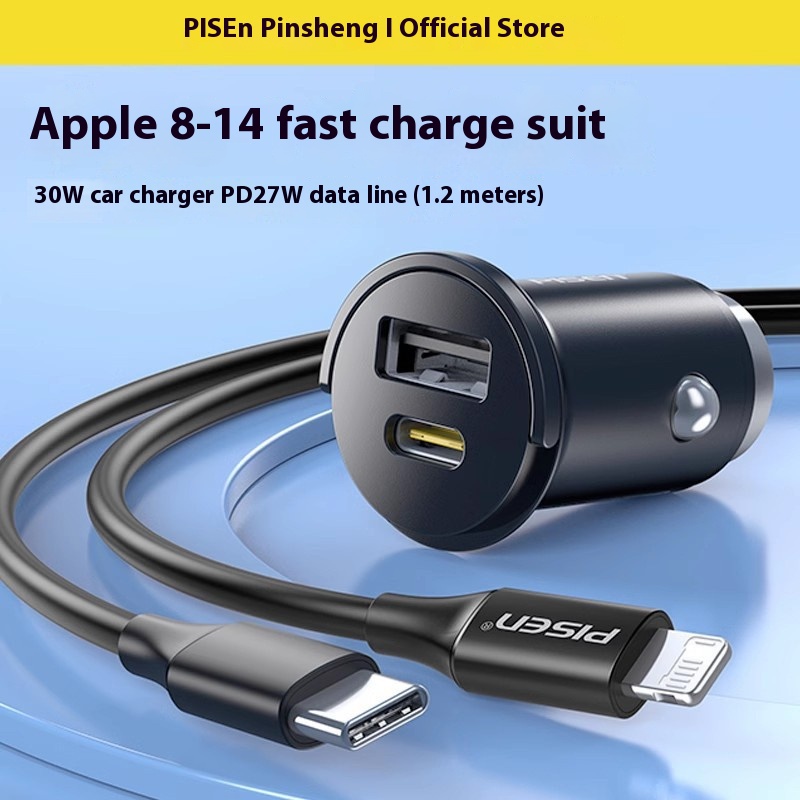 PISEn Pinsheng I Official Store
Apple 8-14 fast charge suit
30W car charger PD27W data line (1.2 meters)
PISEN
PISEN®